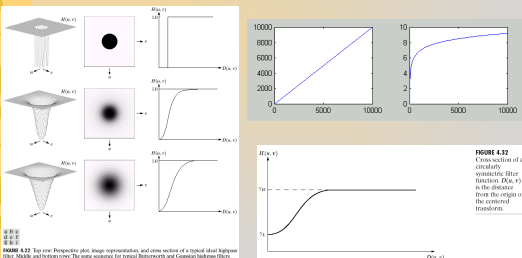 H(u, v)
H(u, v)
1.0
D(u, v)
u
v
v
u
H(u, v)
H(u, v)
1.0
D(u, v)
u
v
v
u
H(u, v)
H(u, v)
1.0
D(u, v)
u
v
v
u
a b c
d e f
g h i
FIGURE 4.22 Top row: Perspective plot, image representation, and cross section of a typical ideal highpass
filter. Middle and bottom rows: The same sequence for typical Butterworth and Gaussian highpass filters.
10000
8000
6000
4000
2000
0
0
5000
10000
10
8
6
4
2
0
0
5000
10000
H(u, v)
γH
γL
D(u, v)
FIGURE 4.32
Cross section of a
circularly
symmetric filter
function. D(u, v)
is the distance
from the origin of
the centered
transform.